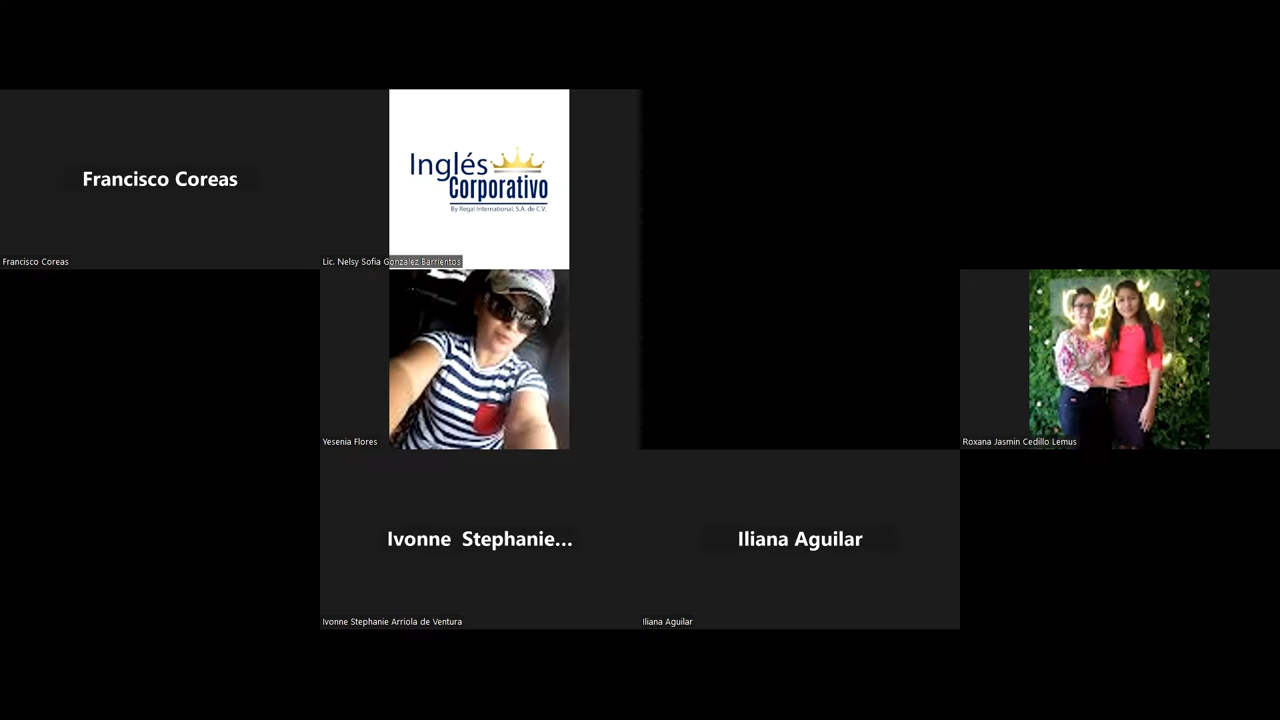 Francisco Coreas
Francisco Coreas
Inglés
Corporativo
By Regal International, S.A. de C.V.
Lic. Nelsy Sofia Gonzalez Barrientos
Yesenia Flores
Roxana Jasmin Cedillo Lemus
Ivonne Stephanie...
Iliana Aguilar
Ivonne Stephanie Arriola de Ventura
Iliana Aguilar